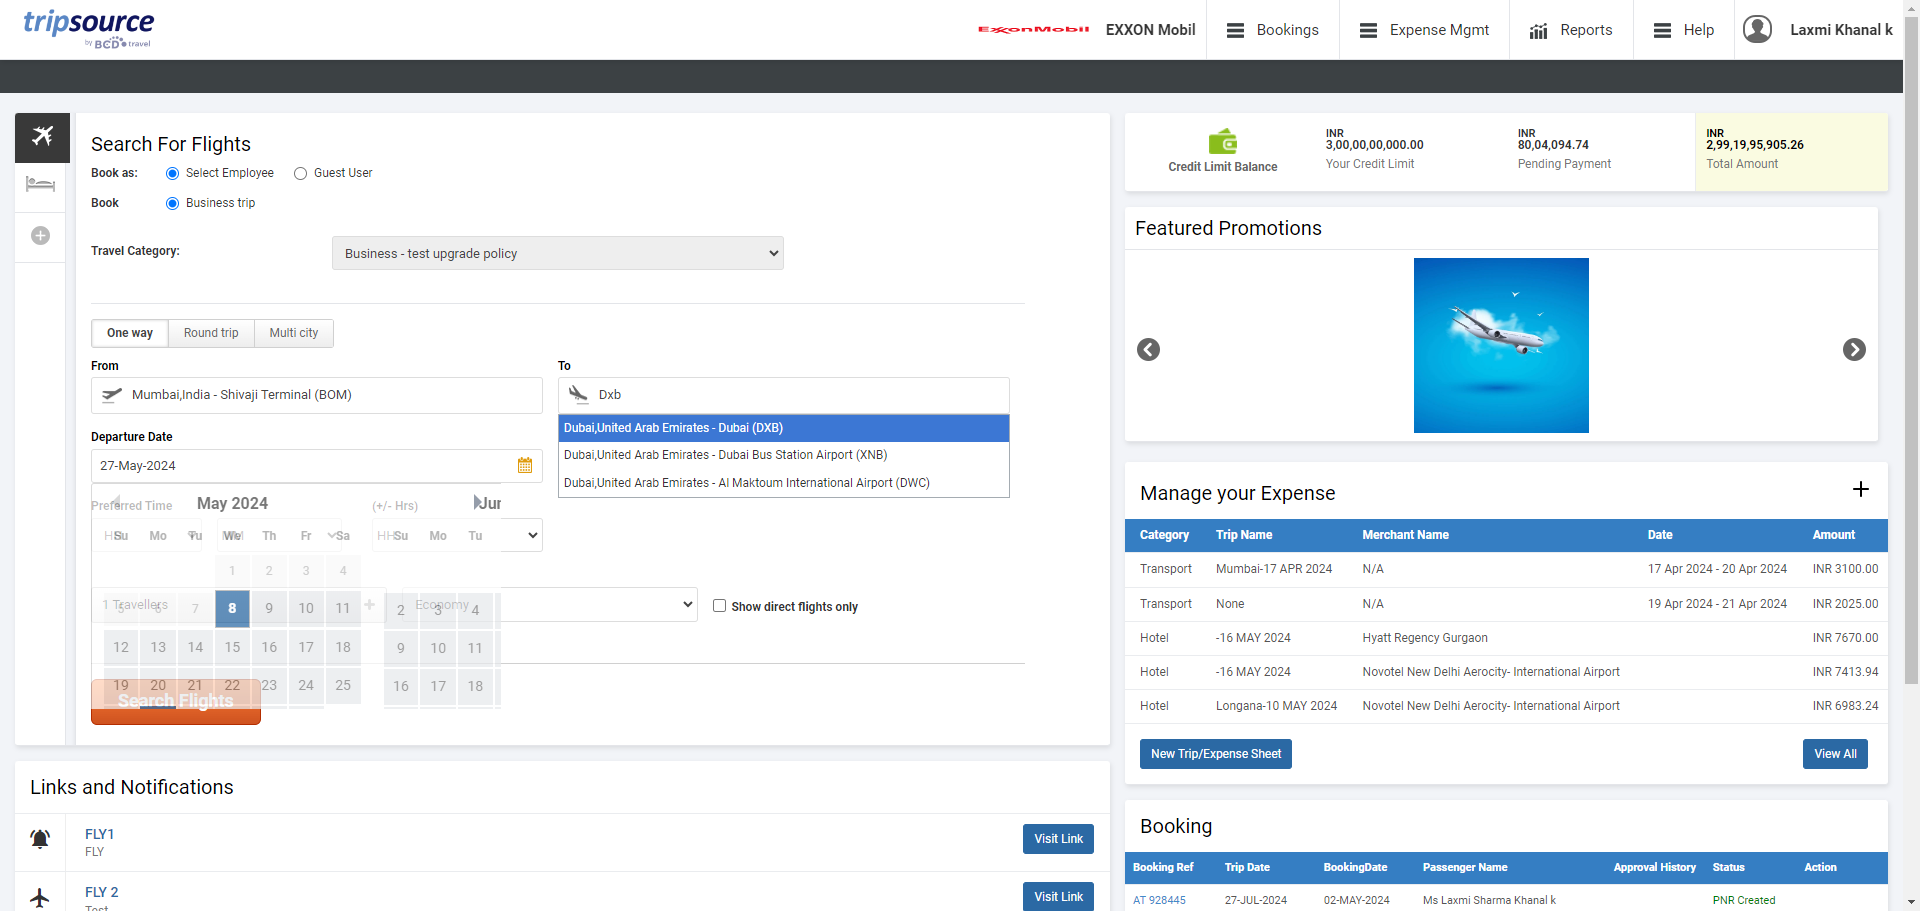 tripsource
by BCD travel
ExxonMobil
EXXON Mobil
Bookings
Expense Mgmt
Reports
Help
Laxmi Khanal k
Search For Flights
Book as:
Select Employee
Guest User
Book
Business trip
Travel Category:
Business - test upgrade policy
One way
Round trip
Multi city
From
To
Mumbai,India - Shivaji Terminal (BOM)
Dxb
Dubai,United Arab Emirates - Dubai (DXB)
Dubai,United Arab Emirates - Dubai Bus Station Airport (XNB)
Dubai,United Arab Emirates - Al Maktoum International Airport (DWC)
Departure Date
27-May-2024
Preferred Time
May 2024
(+/- Hrs)
Jun
Su Mo Tu We Th Fr Sa
Su Mo Tu
1 2 3 4
5 6 7 8 9 10 11
2 3 4
12 13 14 15 16 17 18
9 10 11
19 20 21 22 23 24 25
16 17 18
1 Travellers
Economy
Show direct flights only
Search Flights
Links and Notifications
FLY1
FLY
Visit Link
FLY 2
Test
Visit Link
Credit Limit Balance
INR
3,00,00,00,000.00
Your Credit Limit
INR
80,04,094.74
Pending Payment
INR
2,99,19,95,905.26
Total Amount
Featured Promotions
Manage your Expense
Category Trip Name Merchant Name Date Amount
Transport Mumbai-17 APR 2024 N/A 17 Apr 2024 - 20 Apr 2024 INR 3100.00
Transport None N/A 19 Apr 2024 - 21 Apr 2024 INR 2025.00
Hotel -16 MAY 2024 Hyatt Regency Gurgaon INR 7670.00
Hotel -16 MAY 2024 Novotel New Delhi Aerocity- International Airport INR 7413.94
Hotel Longana-10 MAY 2024 Novotel New Delhi Aerocity- International Airport INR 6983.24
New Trip/Expense Sheet
View All
Booking
Booking Ref Trip Date BookingDate Passenger Name Approval History Status Action
AT 928445 27-JUL-2024 02-MAY-2024 Ms Laxmi Sharma Khanal k PNR Created